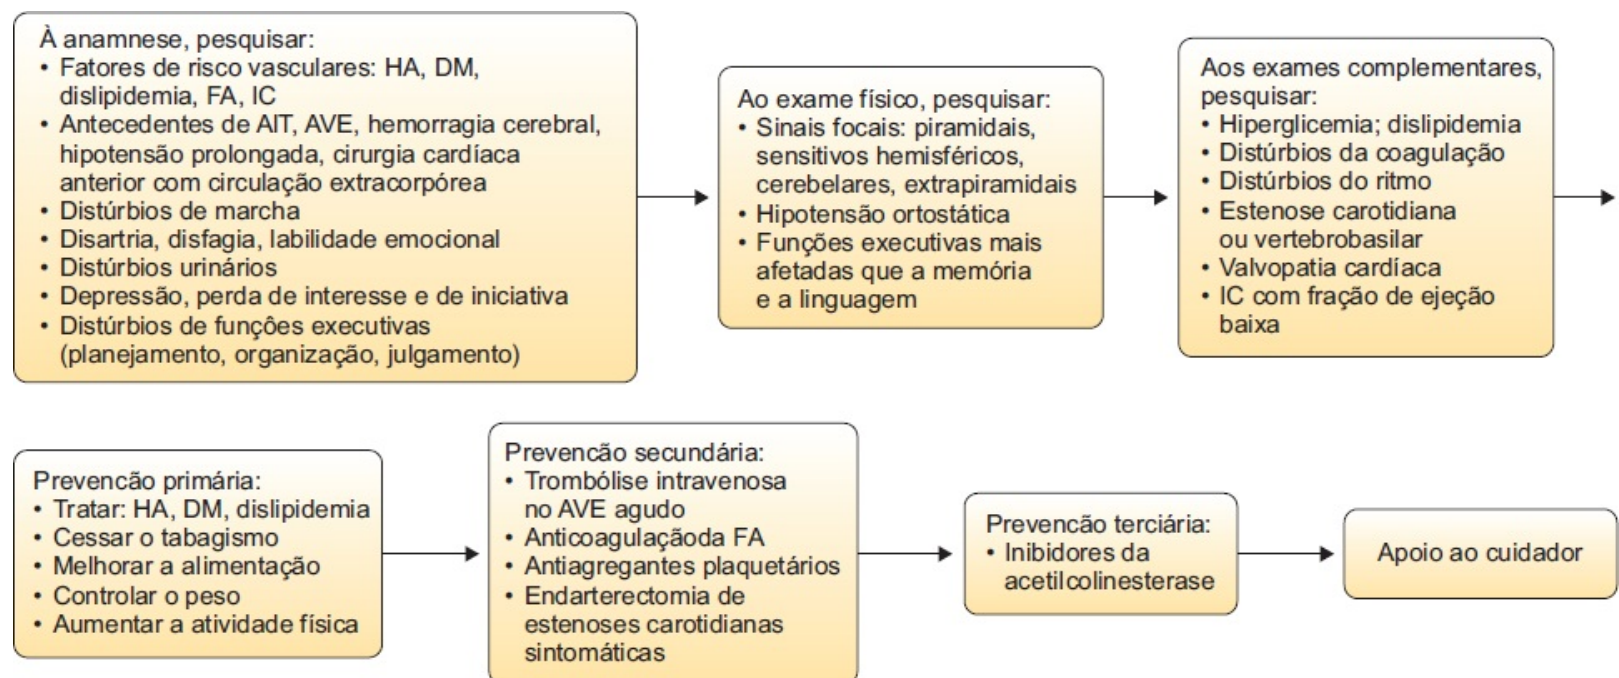 À anamnese, pesquisar:
• Fatores de risco vasculares: HA, DM,
dislipidemia, FA, IC
• Antecedentes de AIT, AVE, hemorragia cerebral,
hipotensão prolongada, cirurgia cardíaca
anterior com circulação extracorpórea
• Distúrbios de marcha
• Disartria, disfagia, labilidade emocional
• Distúrbios urinários
• Depressão, perda de interesse e de iniciativa
• Distúrbios de funçôes executivas
(planejamento, organização, julgamento)
Ao exame físico, pesquisar:
• Sinais focais: piramidais,
sensitivos hemisféricos,
cerebelares, extrapiramidais
• Hipotensão ortostática
• Funções executivas mais
afetadas que a memória
e a linguagem
Aos exames complementares,
pesquisar:
• Hiperglicemia; dislipidemia
• Distúrbios da coagulação
• Distúrbios do ritmo
• Estenose carotidiana
ou vertebrobasilar
• Valvopatia cardíaca
• IC com fração de ejeção
baixa
Prevencão primária:
• Tratar: HA, DM, dislipidemia
• Cessar o tabagismo
• Melhorar a alimentação
• Controlar o peso
• Aumentar a atividade física
Prevencão secundária:
• Trombólise intravenosa
no AVE agudo
• Anticoagulaçãoda FA
• Antiagregantes plaquetários
• Endarterectomia de
estenoses carotidianas
sintomáticas
Prevencão terciária:
• Inibidores da
acetilcolinesterase
Apoio ao cuidador